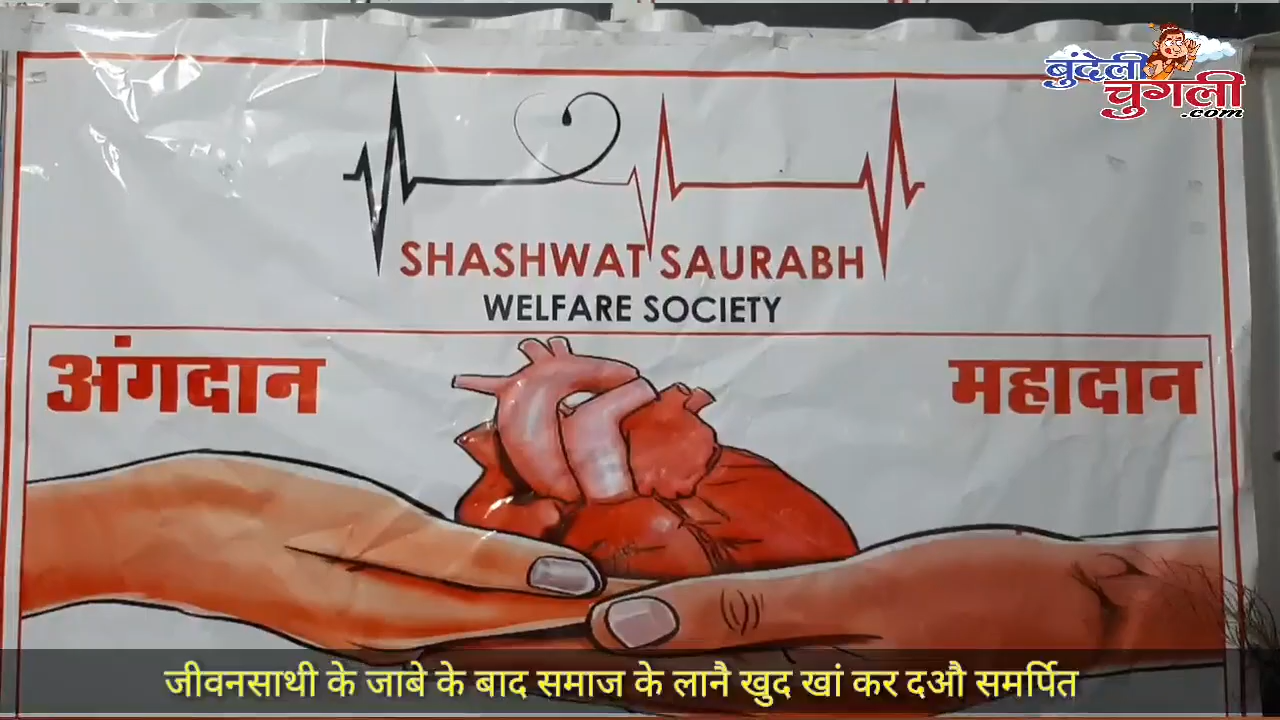 बुंदेली
चुगली
.com
SHASHWAT SAURABH
WELFARE SOCIETY
अंगदान
महादान
जीवनसाथी के जाबे के बाद समाज के लानै खुद खां कर दऔ समर्पित